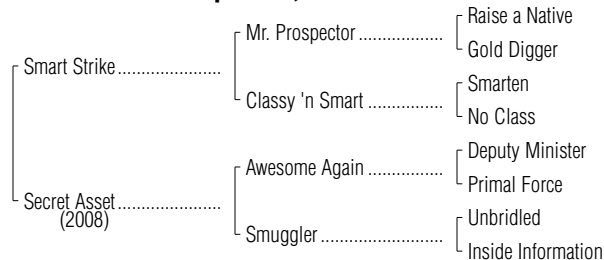 Raise a Native
Mr. Prospector ..................
Gold Digger
Smart Strike ......................
Smarten
Classy 'n Smart ................
No Class
Deputy Minister
Awesome Again ................
Primal Force
Secret Asset ......................
(2008)
Unbridled
Smuggler ..........................
Inside Information